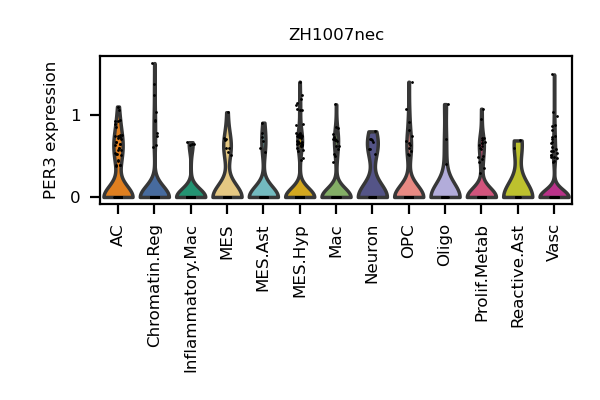 ZH1007nec
PER3 expression
1
0
AC
Chromatin.Reg
Inflammatory.Mac
MES
MES.Ast
MES.Hyp
Mac
Neuron
OPC
Oligo
Prolif.Metab
Reactive.Ast
Vasc